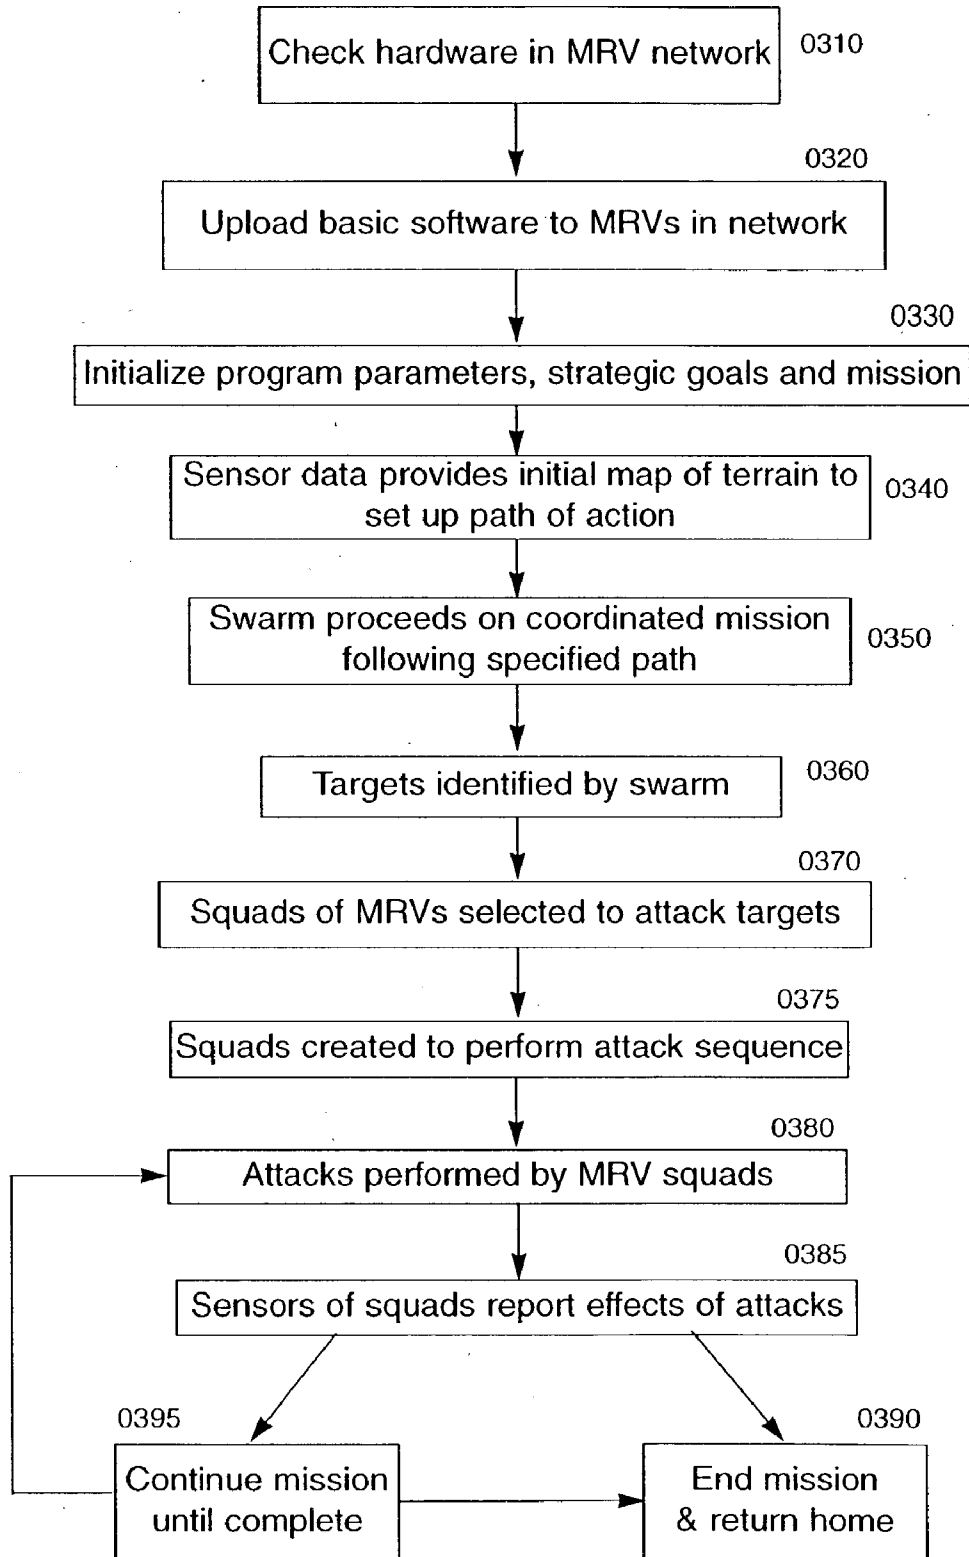 Check hardware in MRV network
0310
0320
Upload basic software to MRVs in network
0330
Initialize program parameters, strategic goals and mission
Sensor data provides initial map of terrain to
set up path of action
0340
Swarm proceeds on coordinated mission
following specified path
0350
Targets identified by swarm
0360
0370
Squads of MRVs selected to attack targets
0375
Squads created to perform attack sequence
0380
Attacks performed by MRV squads
0385
Sensors of squads report effects of attacks
0395
Continue mission
until complete
0390
End mission
& return home